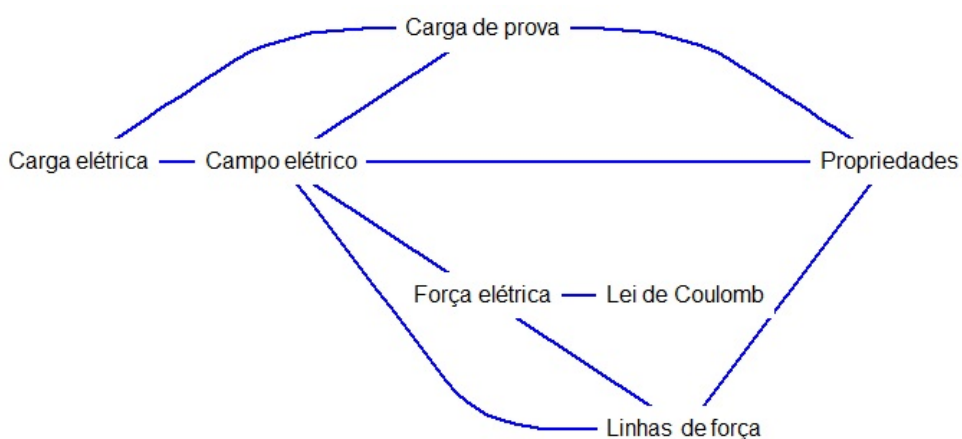 Carga de prova
Carga elétrica
Campo elétrico
Propriedades
Força elétrica
Lei de Coulomb
Linhas de força